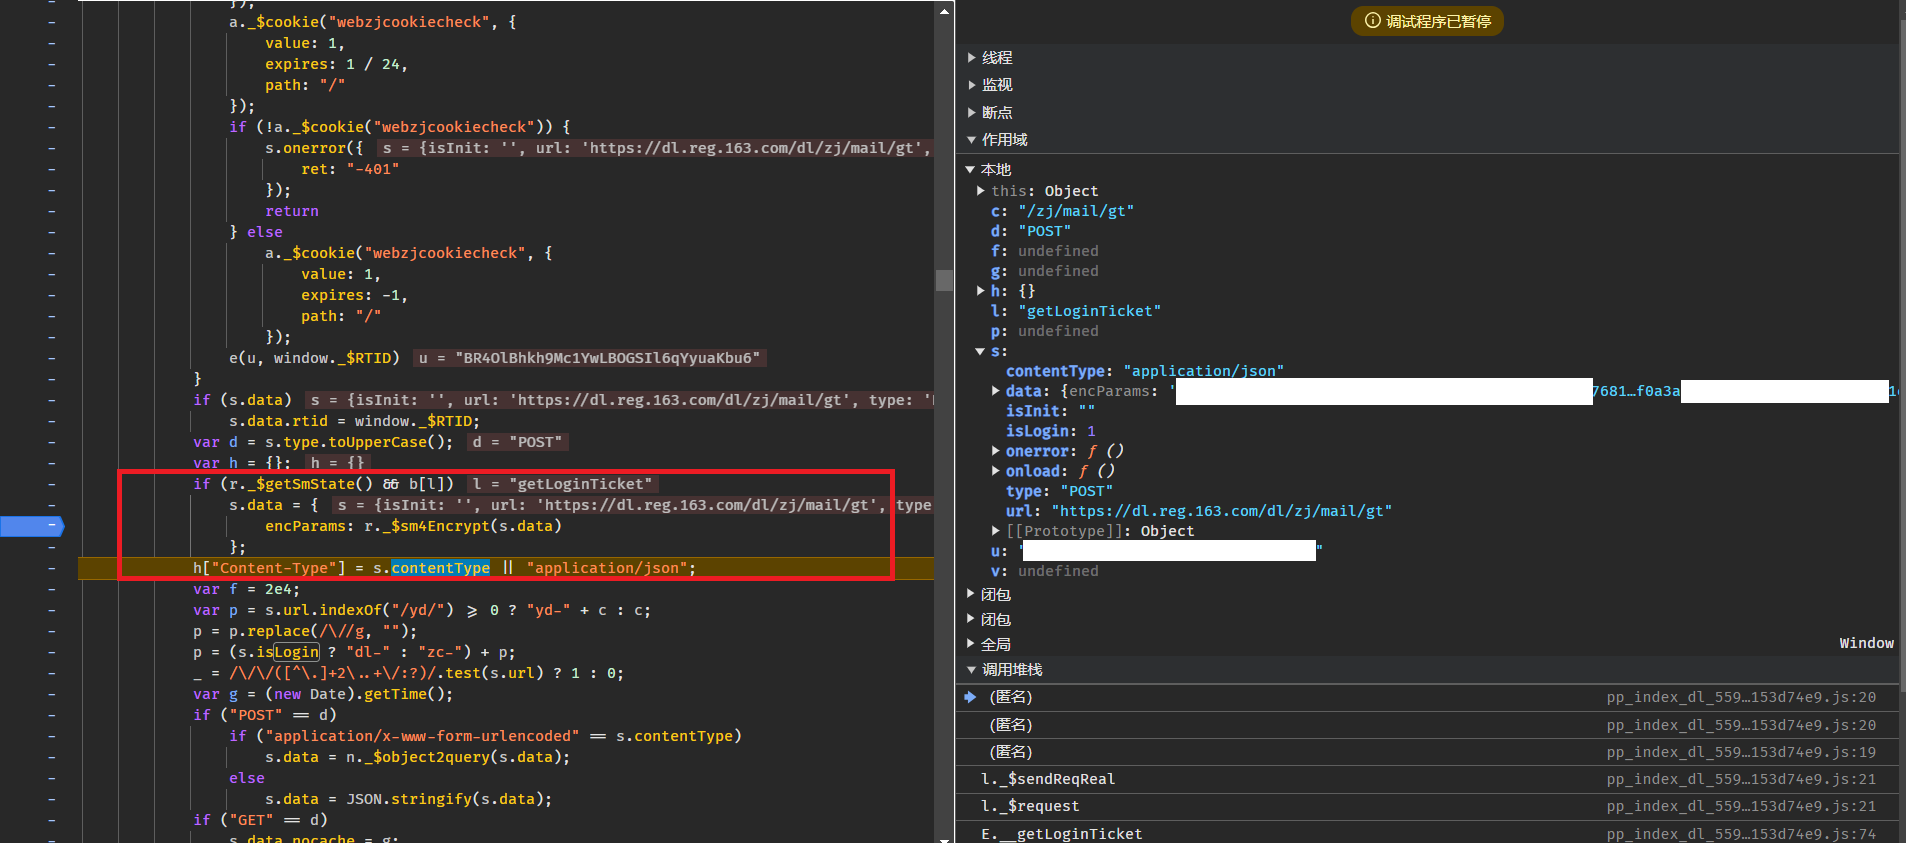 });
a._$cookie("webzjcookiecheck", {
value: 1,
expires: 1 / 24,
path: "/"
});
if (!a._$cookie("webzjcookiecheck")) {
s.onerror({ s = {isInit: '', url: 'https://dl.reg.163.com/dl/zj/mail/gt',
ret: "-401"
});
return
} else
a._$cookie("webzjcookiecheck", {
value: 1,
expires: -1,
path: "/"
});
e(u, window._$RTID) u = "BR4OlBhkh9Mc1YwLBOGSIl6qYyuaKbu6"
}
if (s.data) s = {isInit: '', url: 'https://dl.reg.163.com/dl/zj/mail/gt', type: '
s.data.rtid = window._$RTID;
var d = s.type.toUpperCase(); d = "POST"
var h = {}; h = {}
if (r._$getSmState() && b[l]) l = "getLoginTicket"
s.data = { s = {isInit: '', url: 'https://dl.reg.163.com/dl/zj/mail/gt', type
encParams: r._$sm4Encrypt(s.data)
};
h["Content-Type"] = s.contentType || "application/json";
var f = 2e4;
var p = s.url.indexOf("/yd/") >= 0 ? "yd-" + c : c;
p = p.replace(/\//g, "");
p = (s.isLogin ? "dl-" : "zc-") + p;
_ = /\/\/([^\.]+2\..+\/:?)/.test(s.url) ? 1 : 0;
var g = (new Date).getTime();
if ("POST" == d)
if ("application/x-www-form-urlencoded" == s.contentType)
s.data = n._$object2query(s.data);
else
s.data = JSON.stringify(s.data);
if ("GET" == d)
s.data.nocache = g;
调试程序已暂停
线程
监视
断点
作用域
本地
this: Object
c: "/zj/mail/gt"
d: "POST"
f: undefined
g: undefined
h: {}
l: "getLoginTicket"
p: undefined
s:
contentType: "application/json"
data: {encParams: '7681…f0a3a
isInit: ""
isLogin: 1
onerror: ƒ ()
onload: ƒ ()
type: "POST"
url: "https://dl.reg.163.com/dl/zj/mail/gt"
[[Prototype]]: Object
u: '"
v: undefined
闭包
闭包
全局 Window
调用堆栈
(匿名) pp_index_dl_559…153d74e9.js:20
(匿名) pp_index_dl_559…153d74e9.js:20
(匿名) pp_index_dl_559…153d74e9.js:19
l._$sendReqReal pp_index_dl_559…153d74e9.js:21
l._$request pp_index_dl_559…153d74e9.js:21
E.__getLoginTicket pp_index_dl_559…153d74e9.js:74